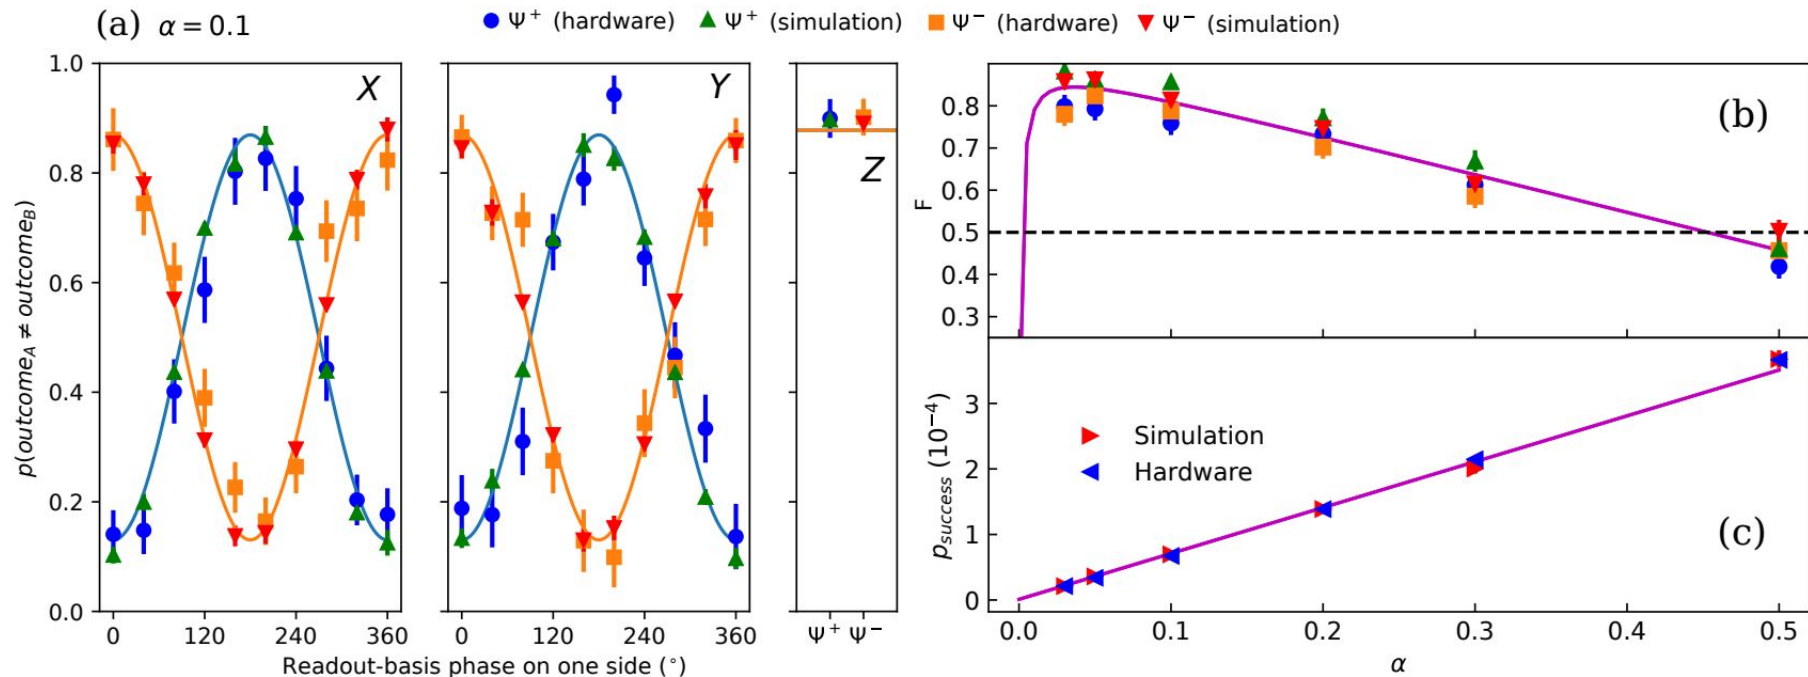 (a) α = 0.1
Ψ⁺ (hardware) Ψ⁺ (simulation) Ψ⁻ (hardware) Ψ⁻ (simulation)
p(outcome_A ≠ outcome_B)
1.0
0.8
0.6
0.4
0.2
0.0
X
0 120 240 360
Y
0 120 240 360
Readout-basis phase on one side (°)
Z
Ψ⁺ Ψ⁻
(b)
F
0.8
0.7
0.6
0.5
0.4
0.3
(c)
p_success (10⁻⁴)
3
2
1
0
Simulation
Hardware
0.0 0.1 0.2 0.3 0.4 0.5
α